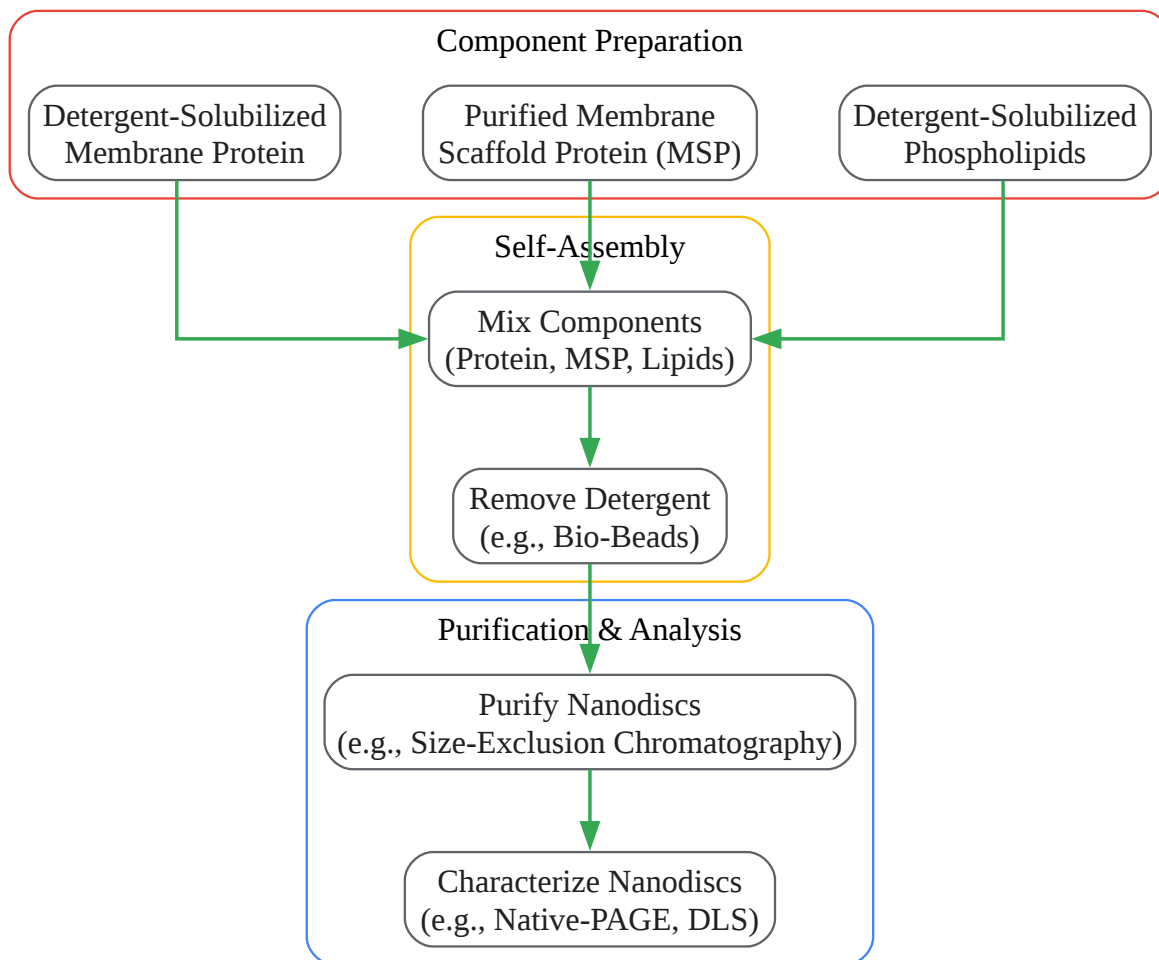 Component Preparation
Detergent-Solubilized
Membrane Protein
Purified Membrane
Scaffold Protein (MSP)
Detergent-Solubilized
Phospholipids
Self-Assembly
Mix Components
(Protein, MSP, Lipids)
Remove Detergent
(e.g., Bio-Beads)
Purification & Analysis
Purify Nanodiscs
(e.g., Size-Exclusion Chromatography)
Characterize Nanodiscs
(e.g., Native-PAGE, DLS)